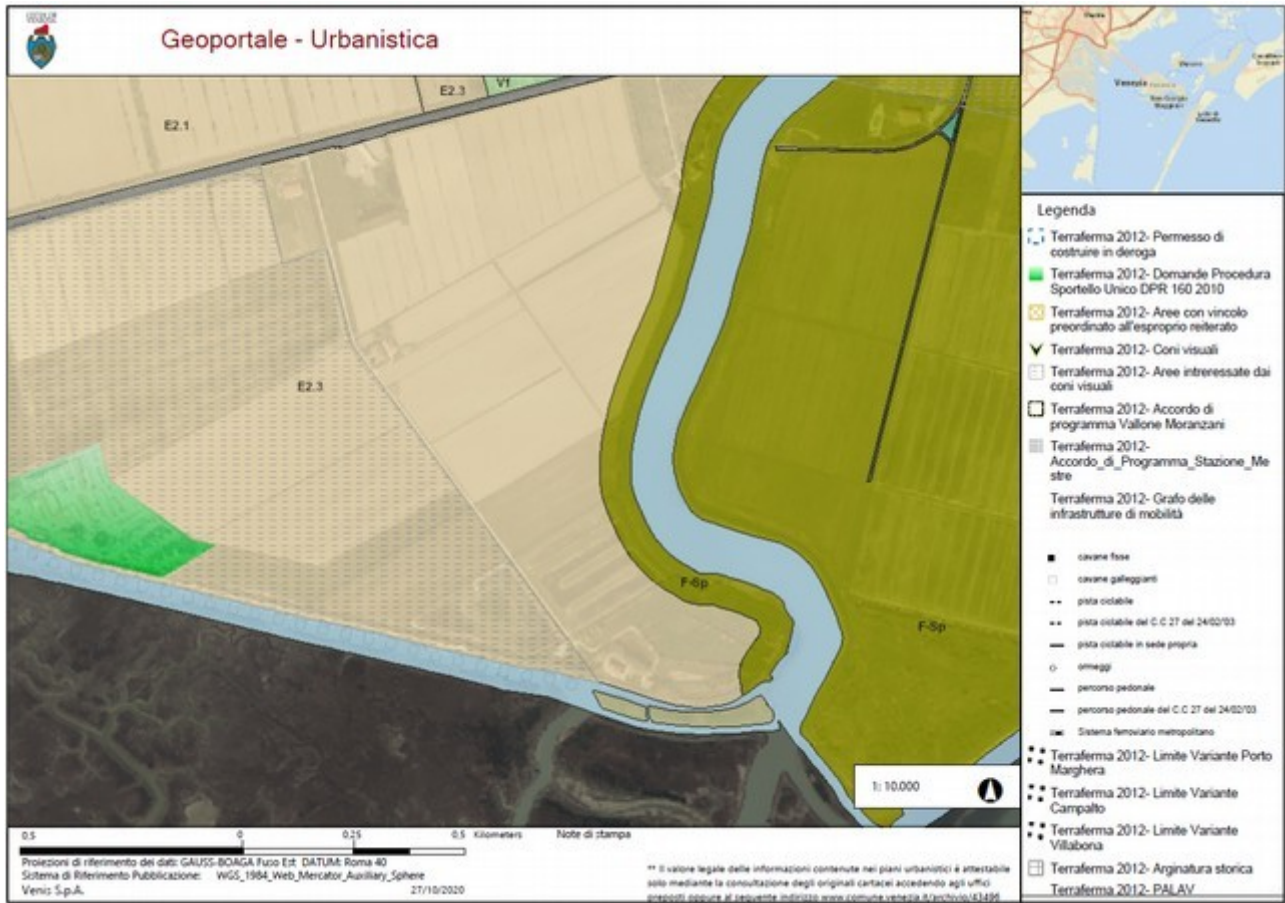 Geoportale - Urbanistica
E2.3
Vf
E2.1
E2.3
F-Sp
F-Sp
1: 10.000
Venezia
Legenda
Terraferma 2012- Permesso di
costruire in deroga
Terraferma 2012- Domande Procedura
Sportello Unico DPR 160 2010
Terraferma 2012- Aree con vincolo
preordinato all'esproprio reiterato
Terraferma 2012- Coni visuali
Terraferma 2012- Aree intreressate dai
coni visuali
Terraferma 2012- Accordo di
programma Vallone Moranzani
Terraferma 2012-
Accordo_di_Programma_Stazione_Me
stre
Terraferma 2012- Grafo delle
infrastrutture di mobilità
cavane fisse
cavane galleggianti
pista ciclabile
pista ciclabile del C.C 27 del 24/02/03
pista ciclabile in sede propria
ormeggi
percorso pedonale
percorso pedonale del C.C 27 del 24/02/03
Sistema ferroviario metropolitano
Terraferma 2012- Limite Variante Porto
Marghera
Terraferma 2012- Limite Variante
Campalto
Terraferma 2012- Limite Variante
Villabona
Terraferma 2012- Arginatura storica
Terraferma 2012- PALAV
0.5 0 0.25 0.5 Kilometers Note di stampa
Proiezioni di riferimento dei dati: GAUSS-BOAGA Fuso Est DATUM: Roma 40
Sistema di Riferimento Pubblicazione: WGS_1984_Web_Mercator_Auxiliary_Sphere
Venis S.p.A. 27/10/2020
** Il valore legale delle informazioni contenute nei piani urbanistici è attestabile
solo mediante la consultazione degli originali cartacei accedendo agli uffici
preposti oppure al seguente indirizzo www.comune.venezia.it/archivio/43486